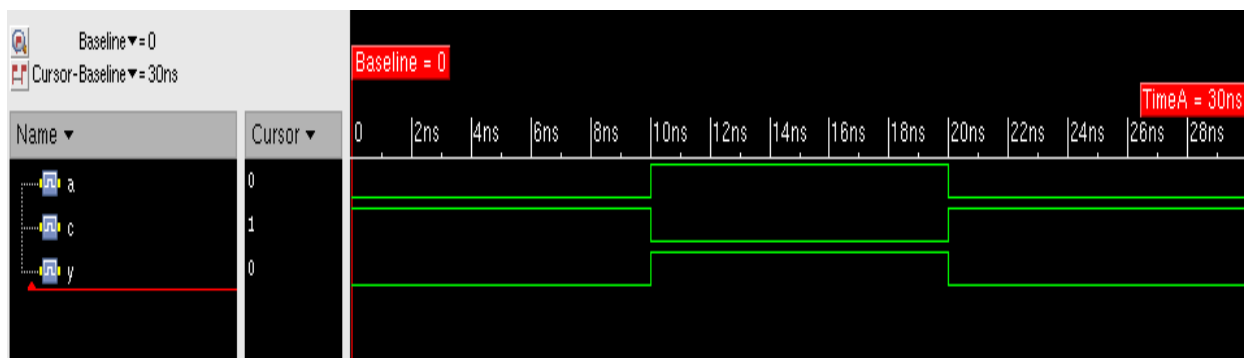 Baseline▼= 0
Cursor-Baseline▼= 30ns
Baseline = 0
TimeA = 30ns
Name ▼ Cursor ▼ 0 |2ns |4ns |6ns |8ns |10ns |12ns |14ns |16ns |18ns |20ns |22ns |24ns |26ns |28ns
a 0
c 1
y 0